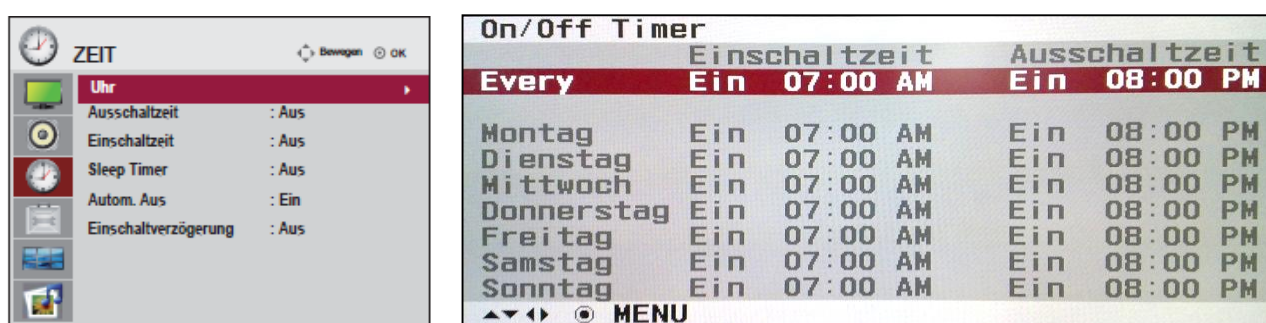 ZEIT Bewegen OK
Uhr
Ausschaltzeit : Aus
Einschaltzeit : Aus
Sleep Timer : Aus
Autom. Aus : Ein
Einschaltverzögerung : Aus
On/Off Timer
Einschaltzeit Ausschaltzeit
Every Ein 07:00 AM Ein 08:00 PM
Montag Ein 07:00 AM Ein 08:00 PM
Dienstag Ein 07:00 AM Ein 08:00 PM
Mittwoch Ein 07:00 AM Ein 08:00 PM
Donnerstag Ein 07:00 AM Ein 08:00 PM
Freitag Ein 07:00 AM Ein 08:00 PM
Samstag Ein 07:00 AM Ein 08:00 PM
Sonntag Ein 07:00 AM Ein 08:00 PM
MENU